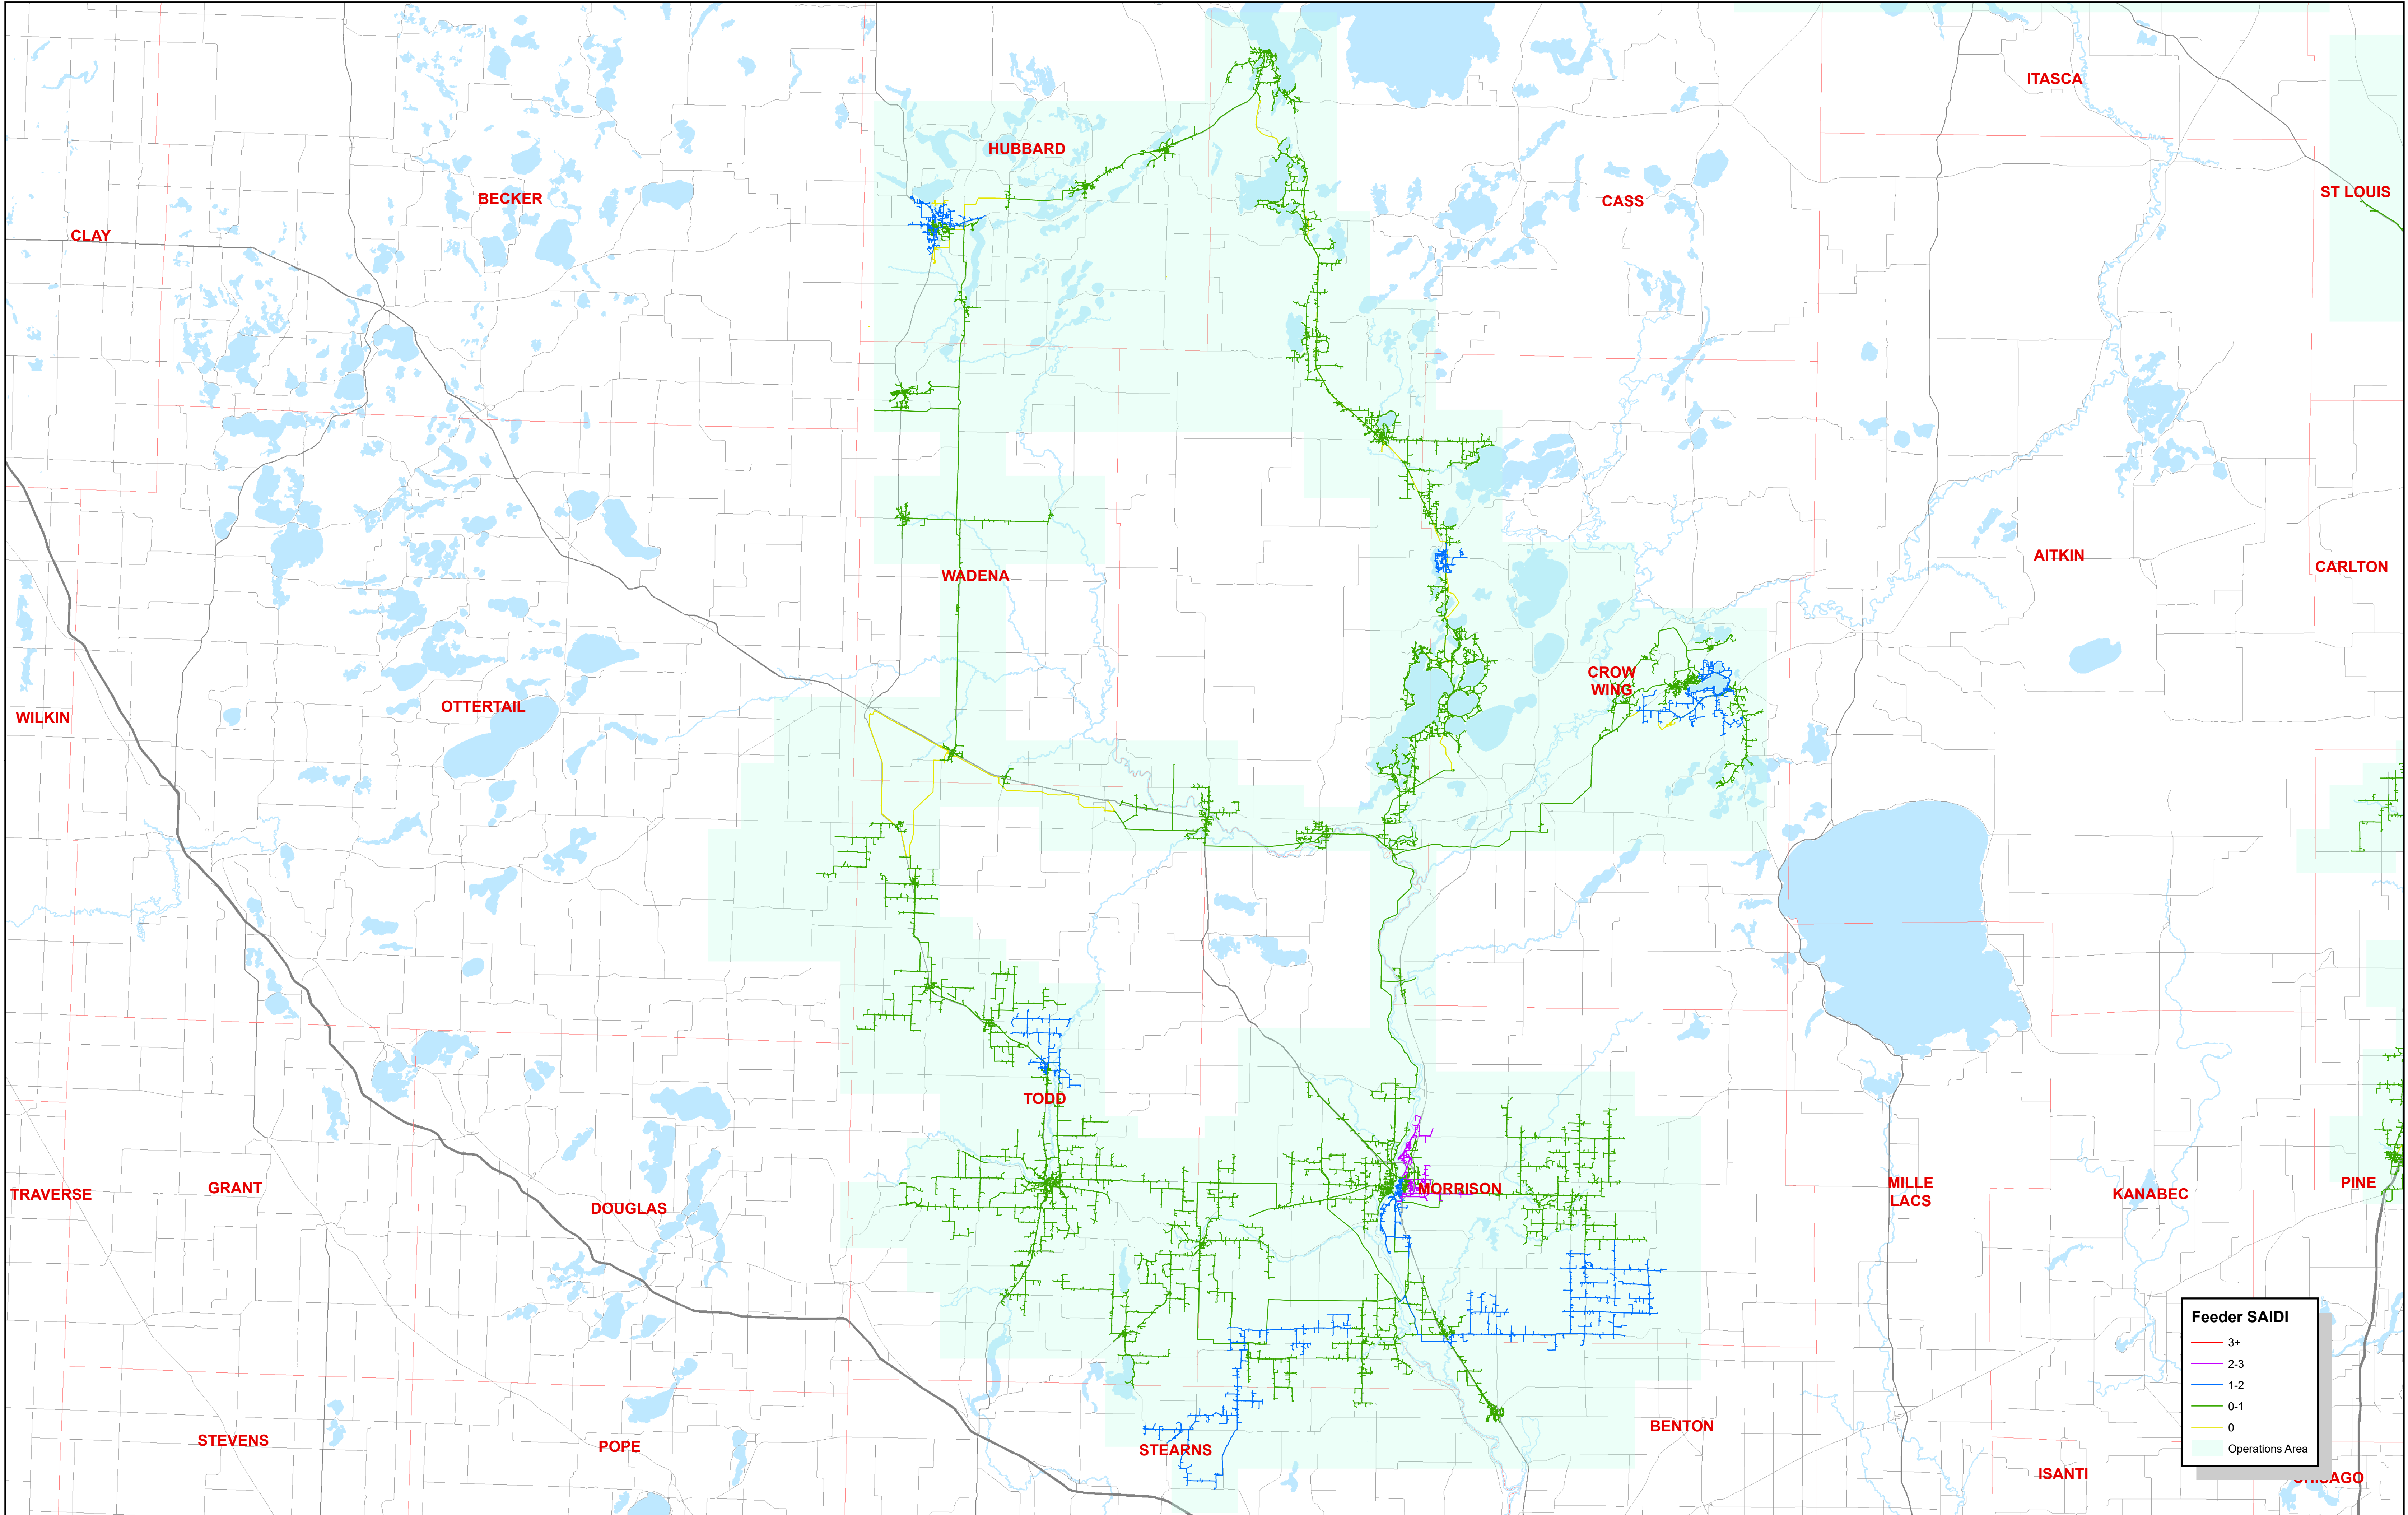 ITASCA
HUBBARD
ST LOUIS
BECKER
CASS
CLAY
AITKIN
CARLTON
WADENA
CROW
WING
OTTERTAIL
WILKIN
TODD
MORRISON
MILLE
LACS
PINE
GRANT
TRAVERSE
KANABEC
DOUGLAS
Feeder SAIDI
3+
2-3
1-2
0-1
0
Operations Area
BENTON
STEVENS
POPE
STEARNS
ISANTI
CHISAGO